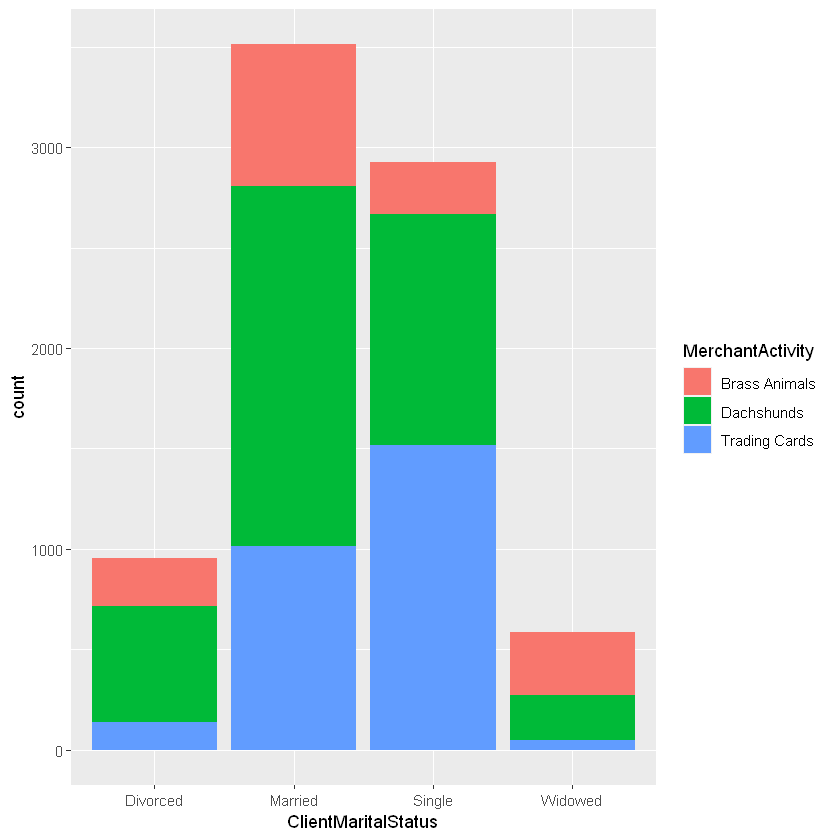 3000
2000
1000
0
count
Divorced
Married
Single
Widowed
ClientMaritalStatus
MerchantActivity
Brass Animals
Dachshunds
Trading Cards